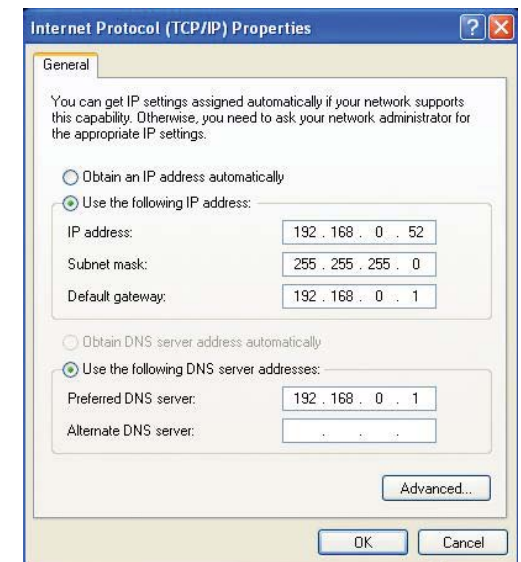 Internet Protocol (TCP/IP) Properties
General
You can get IP settings assigned automatically if your network supports
this capability. Otherwise, you need to ask your network administrator for
the appropriate IP settings.
Obtain an IP address automatically
Use the following IP address:
IP address: 192 . 168 . 0 . 52
Subnet mask: 255 . 255 . 255 . 0
Default gateway: 192 . 168 . 0 . 1
Obtain DNS server address automatically
Use the following DNS server addresses:
Preferred DNS server: 192 . 168 . 0 . 1
Alternate DNS server: . . .
Advanced...
OK Cancel